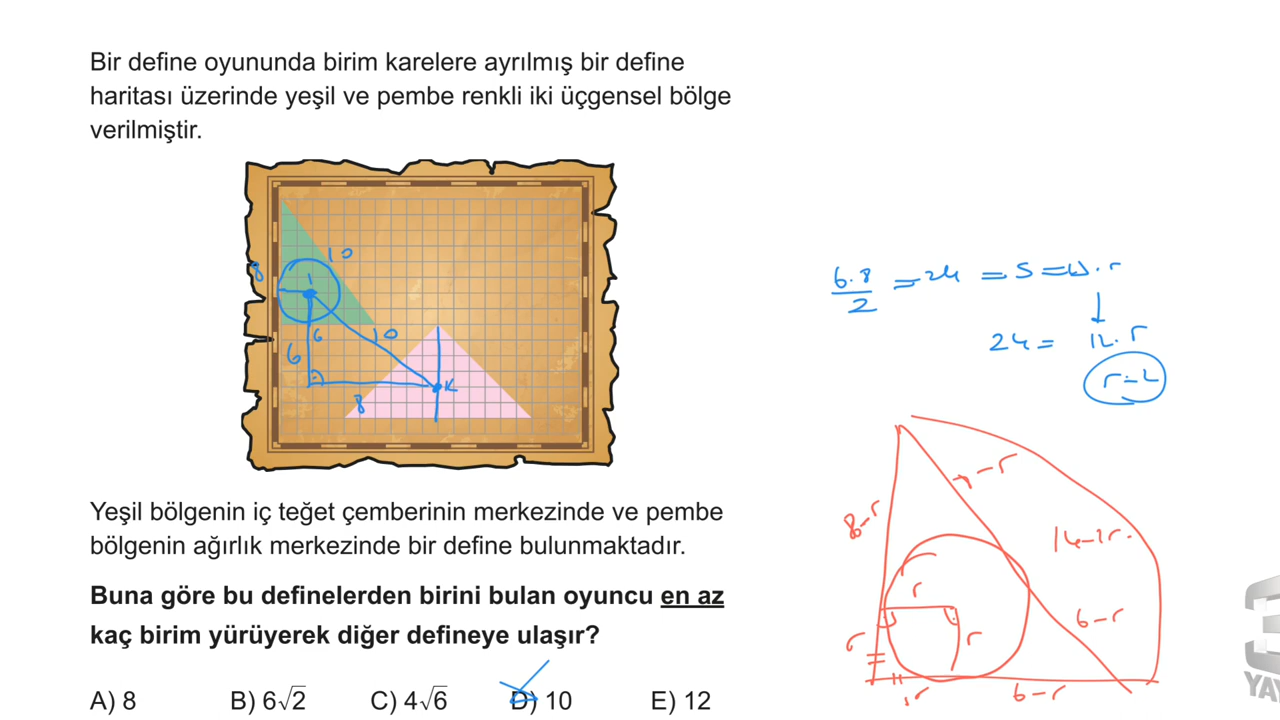 Bir define oyununda birim karelere ayrılmış bir define
haritası üzerinde yeşil ve pembe renkli iki üçgensel bölge
verilmiştir.
8
10
I
6
6
10
8
K
6.8
2
=24 =S=u.r
24= 12.r
r=2
8-r
r
r
r
r
6-r
6-r
14-2r.
Yeşil bölgenin iç teğet çemberinin merkezinde ve pembe
bölgenin ağırlık merkezinde bir define bulunmaktadır.
Buna göre bu definelerden birini bulan oyuncu en az
kaç birim yürüyerek diğer defineye ulaşır?
A) 8 B) 6√2 C) 4√6 D) 10 E) 12